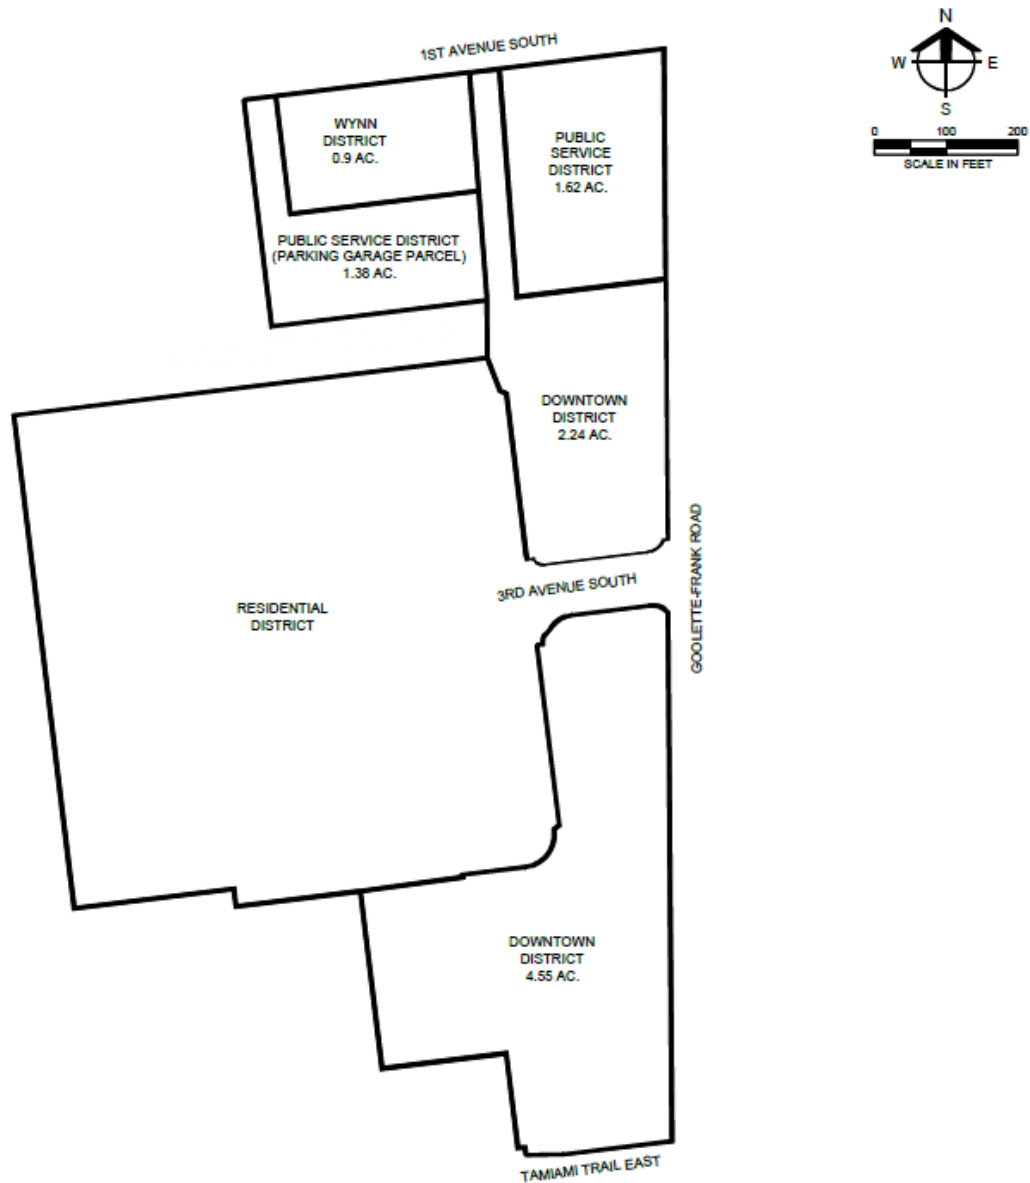 1ST AVENUE SOUTH
N
W E
S
0 100 200
SCALE IN FEET
WYNN
DISTRICT
0.9 AC.
PUBLIC
SERVICE
DISTRICT
1.62 AC.
PUBLIC SERVICE DISTRICT
(PARKING GARAGE PARCEL)
1.38 AC.
DOWNTOWN
DISTRICT
2.24 AC.
GOOLETTE-FRANK ROAD
3RD AVENUE SOUTH
RESIDENTIAL
DISTRICT
DOWNTOWN
DISTRICT
4.55 AC.
TAMIAMI TRAIL EAST